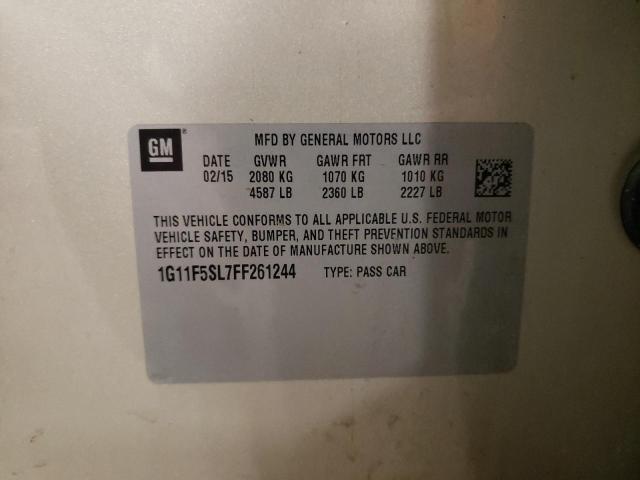 GM® MFD BY GENERAL MOTORS LLC
DATE GVWR GAWR FRT GAWR RR
02/15 2080 KG 1070 KG 1010 KG
4587 LB 2360 LB 2227 LB
THIS VEHICLE CONFORMS TO ALL APPLICABLE U.S. FEDERAL MOTOR
VEHICLE SAFETY, BUMPER, AND THEFT PREVENTION STANDARDS IN
EFFECT ON THE DATE OF MANUFACTURE SHOWN ABOVE.
1G11F5SL7FF261244 TYPE: PASS CAR